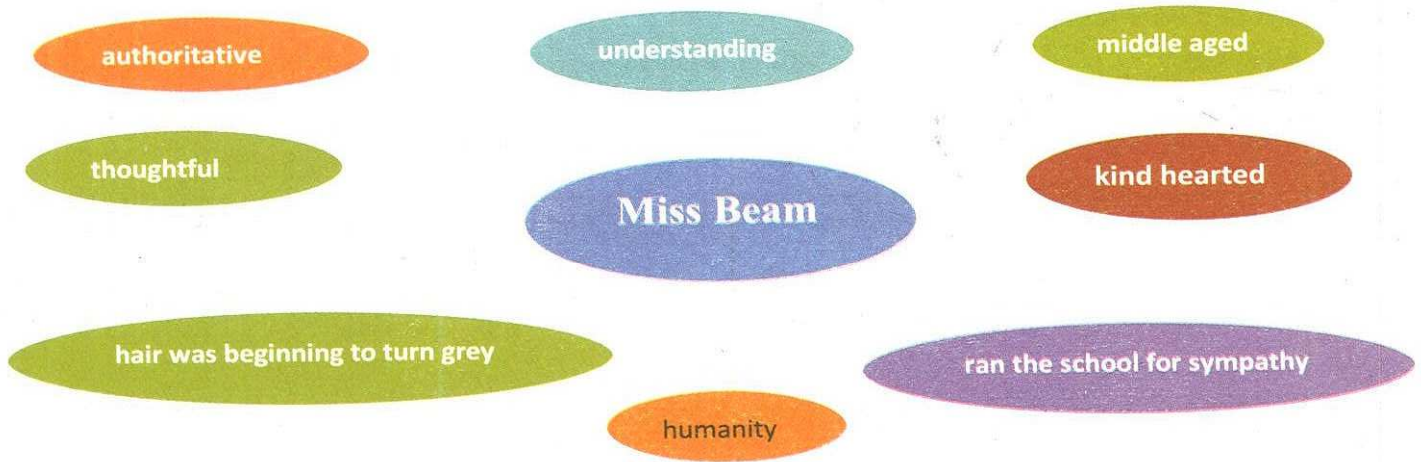 authoritative
understanding
middle aged
thoughtful
kind hearted
Miss Beam
hair was beginning to turn grey
ran the school for sympathy
humanity